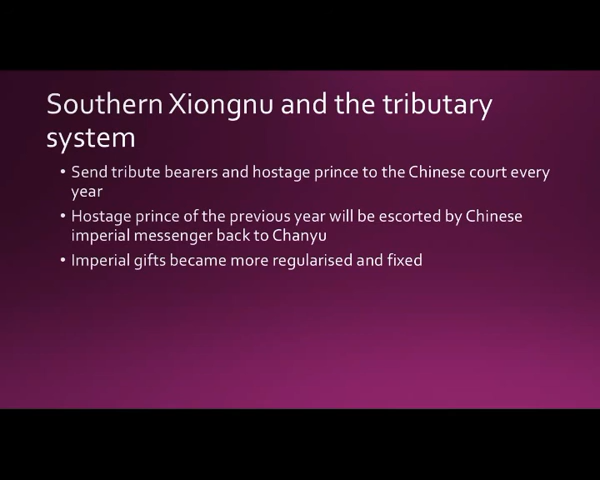 Southern Xiongnu and the tributary
system
• Send tribute bearers and hostage prince to the Chinese court every
year
• Hostage prince of the previous year will be escorted by Chinese
imperial messenger back to Chanyu
• Imperial gifts became more regularised and fixed